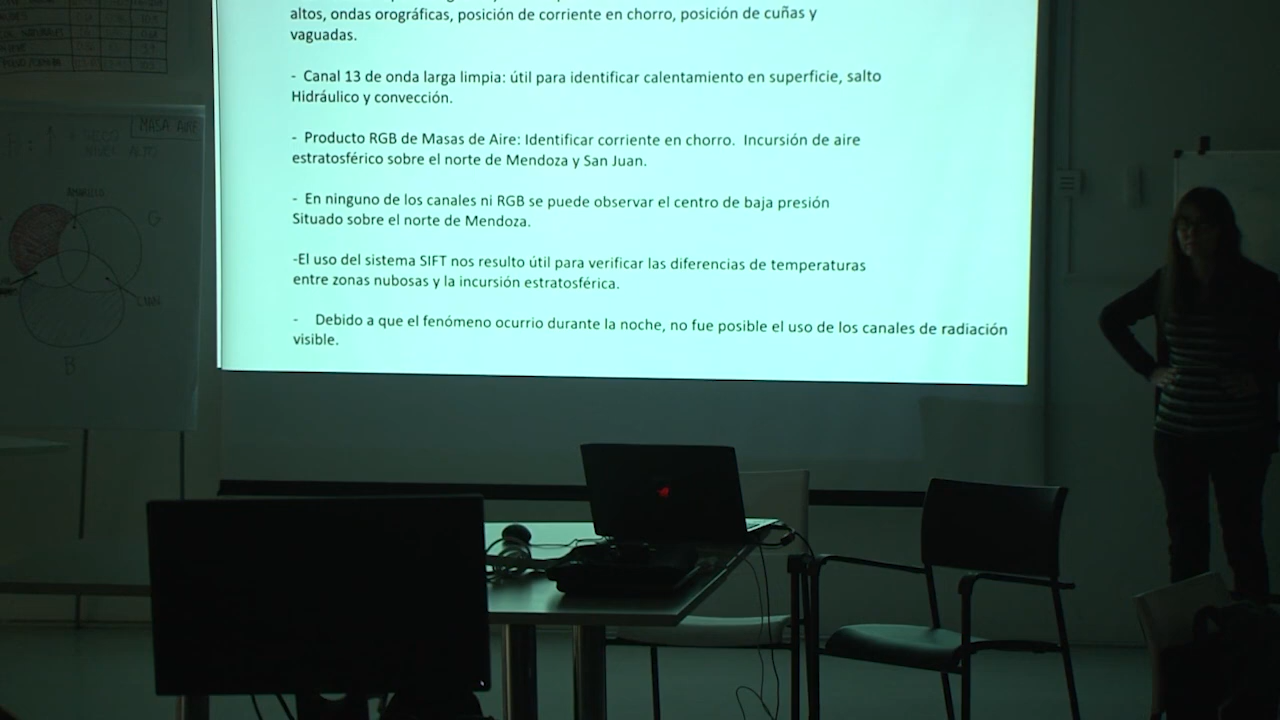 altos, ondas orográficas, posición de corriente en chorro, posición de cuñas y
vaguadas.
- Canal 13 de onda larga limpia: útil para identificar calentamiento en superficie, salto
Hidráulico y convección.
- Producto RGB de Masas de Aire: Identificar corriente en chorro. Incursión de aire
estratosférico sobre el norte de Mendoza y San Juan.
- En ninguno de los canales ni RGB se puede observar el centro de baja presión
Situado sobre el norte de Mendoza.
-El uso del sistema SIFT nos resulto útil para verificar las diferencias de temperaturas
entre zonas nubosas y la incursión estratosférica.
- Debido a que el fenómeno ocurrio durante la noche, no fue posible el uso de los canales de radiación
visible.
MASA AIRE
NIVEL ALTO
AMARILLO
G
CIAN
B